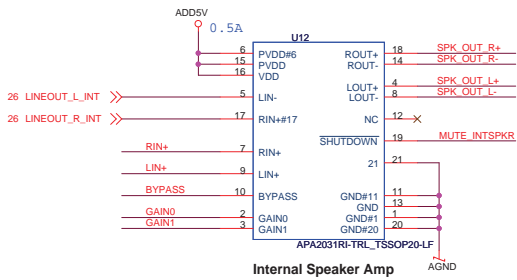 ADD5V
0.5A
U12
6 PVDD#6 ROUT+ 18 SPK_OUT_R+
15 PVDD ROUT- 14 SPK_OUT_R-
16 VDD
LOUT+ 4 SPK_OUT_L+
26 LINEOUT_L_INT 5 LIN- LOUT- 8 SPK_OUT_L-
26 LINEOUT_R_INT 17 RIN+#17 NC 12
SHUTDOWN 19 MUTE_INTSPKR
RIN+ 7 RIN+ 21 21
LIN+ 9 LIN+
BYPASS 10 BYPASS GND#11 11
GND 13
GAIN0 2 GAIN0 GND#1 1
GAIN1 3 GAIN1 GND#20 20
APA2031RI-TRL_TSSOP20-LF
Internal Speaker Amp
AGND